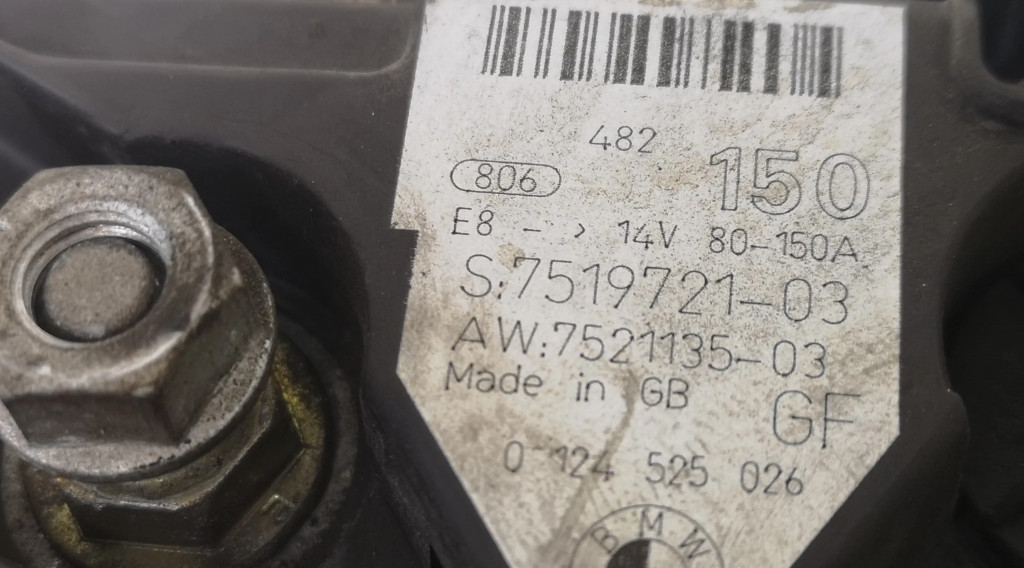 482
806
150
E8 - > 14V 80-150A
S:7519721-03
AW:7521135-03
Made in GB
GF
0 124 525 026
BMW